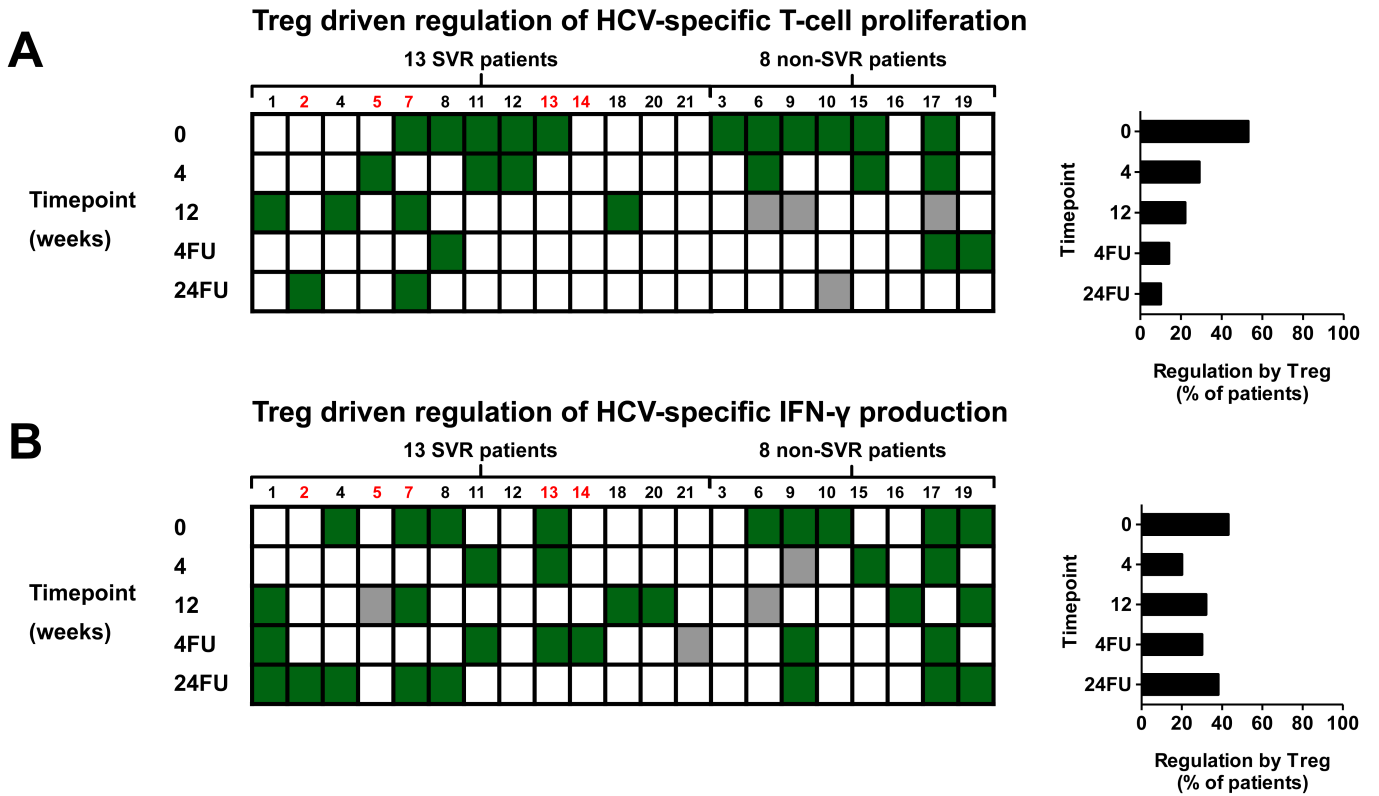 A
Treg driven regulation of HCV-specific T-cell proliferation
13 SVR patients
8 non-SVR patients
1 2 4 5 7 8 11 12 13 14 18 20 21 3 6 9 10 15 16 17 19
Timepoint
(weeks)
0
4
12
4FU
24FU
Timepoint
0
4
12
4FU
24FU
0 20 40 60 80 100
Regulation by Treg
(% of patients)
B
Treg driven regulation of HCV-specific IFN-γ production
13 SVR patients
8 non-SVR patients
1 2 4 5 7 8 11 12 13 14 18 20 21 3 6 9 10 15 16 17 19
Timepoint
(weeks)
0
4
12
4FU
24FU
Timepoint
0
4
12
4FU
24FU
0 20 40 60 80 100
Regulation by Treg
(% of patients)